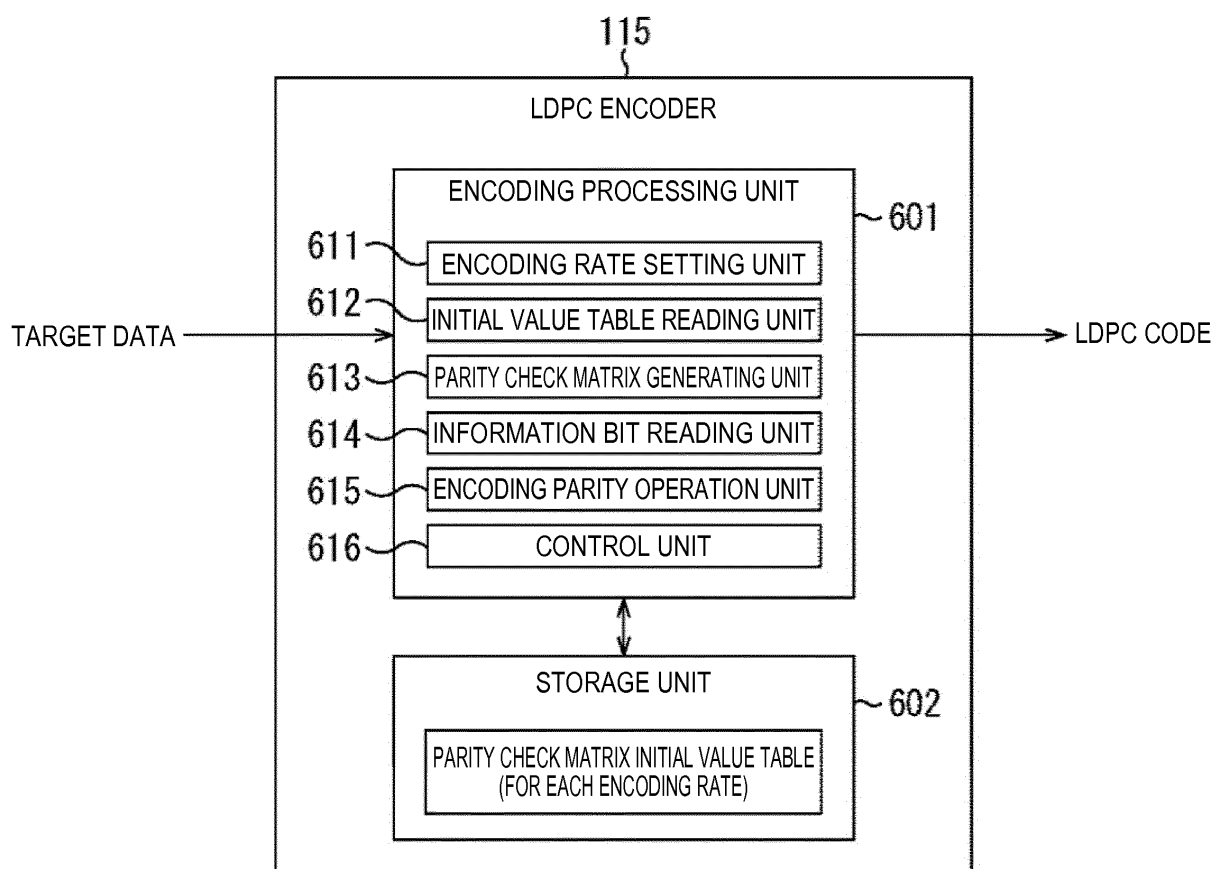 115
LDPC ENCODER
ENCODING PROCESSING UNIT
601
611
ENCODING RATE SETTING UNIT
612
INITIAL VALUE TABLE READING UNIT
TARGET DATA
LDPC CODE
613
PARITY CHECK MATRIX GENERATING UNIT
614
INFORMATION BIT READING UNIT
615
ENCODING PARITY OPERATION UNIT
616
CONTROL UNIT
STORAGE UNIT
602
PARITY CHECK MATRIX INITIAL VALUE TABLE
(FOR EACH ENCODING RATE)